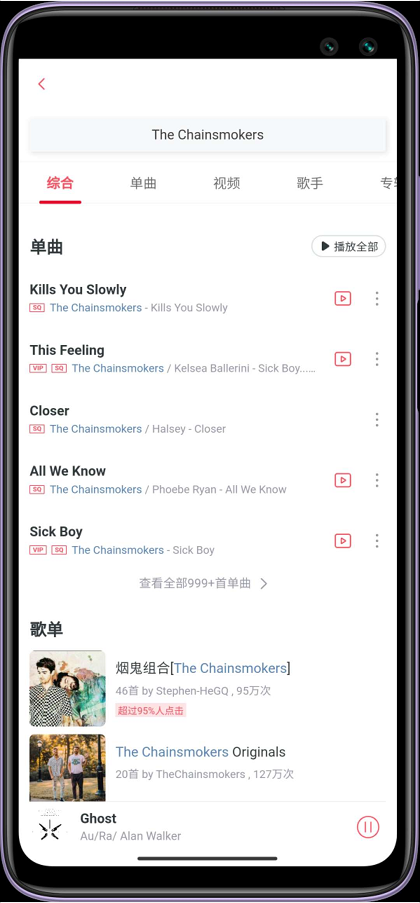 The Chainsmokers
综合 单曲 视频 歌手
单曲
播放全部
Kills You Slowly
SQ The Chainsmokers - Kills You Slowly
This Feeling
VIP SQ The Chainsmokers / Kelsea Ballerini - Sick Boy......
Closer
SQ The Chainsmokers / Halsey - Closer
All We Know
SQ The Chainsmokers / Phoebe Ryan - All We Know
Sick Boy
VIP SQ The Chainsmokers - Sick Boy
查看全部999+首单曲
歌单
烟鬼组合[The Chainsmokers]
46首 by Stephen-HeGQ , 95万次
超过95%人点击
The Chainsmokers Originals
20首 by TheChainsmokers , 127万次
Ghost
Au/Ra/ Alan Walker